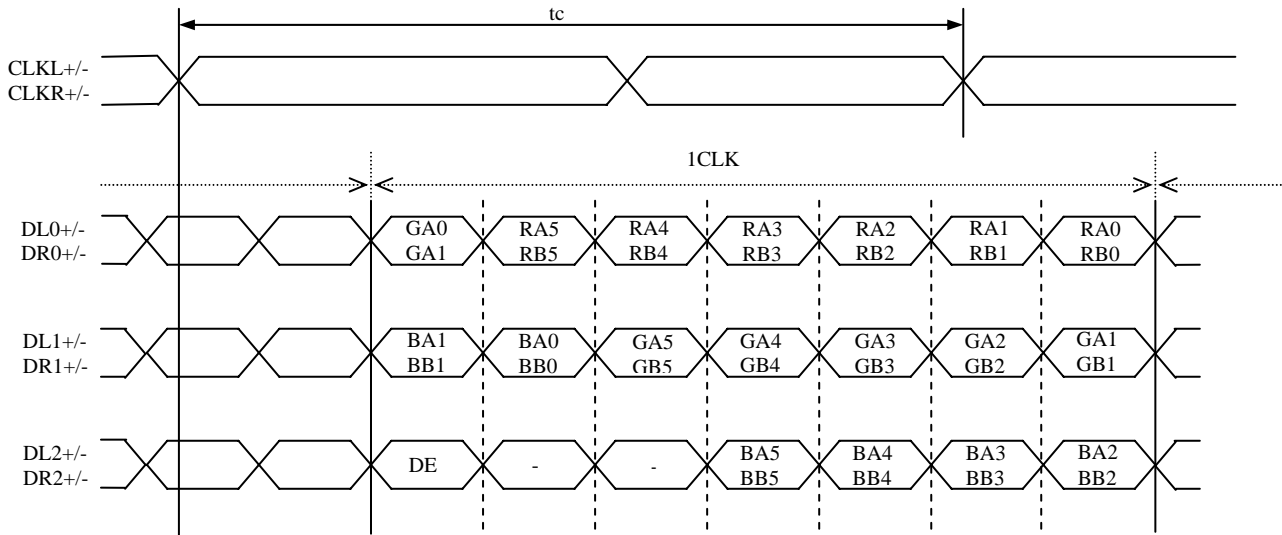 tc
CLKL+/-
CLKR+/-
1CLK
DL0+/- GA0 RA5 RA4 RA3 RA2 RA1 RA0
DR0+/- GA1 RB5 RB4 RB3 RB2 RB1 RB0
DL1+/- BA1 BA0 GA5 GA4 GA3 GA2 GA1
DR1+/- BB1 BB0 GB5 GB4 GB3 GB2 GB1
DL2+/- DE - - BA5 BA4 BA3 BA2
DR2+/- BB5 BB4 BB3 BB2